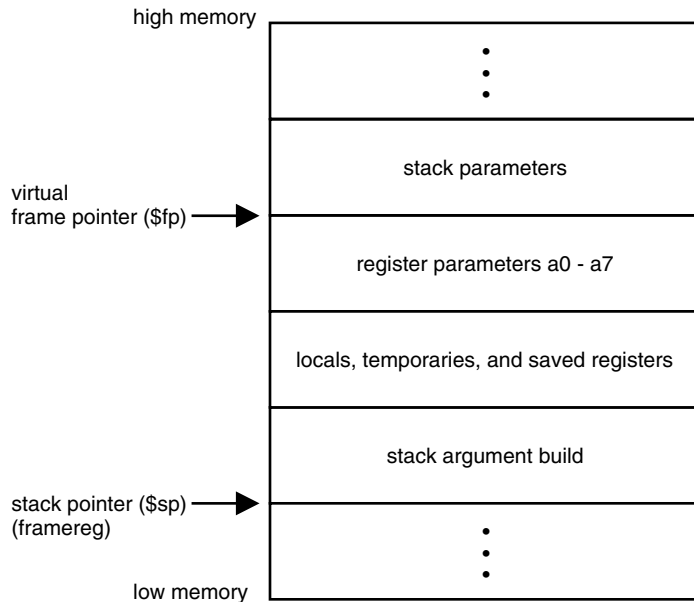 high memory
stack parameters
virtual
frame pointer ($fp)
register parameters a0 - a7
locals, temporaries, and saved registers
stack argument build
stack pointer ($sp)
(framereg)
low memory